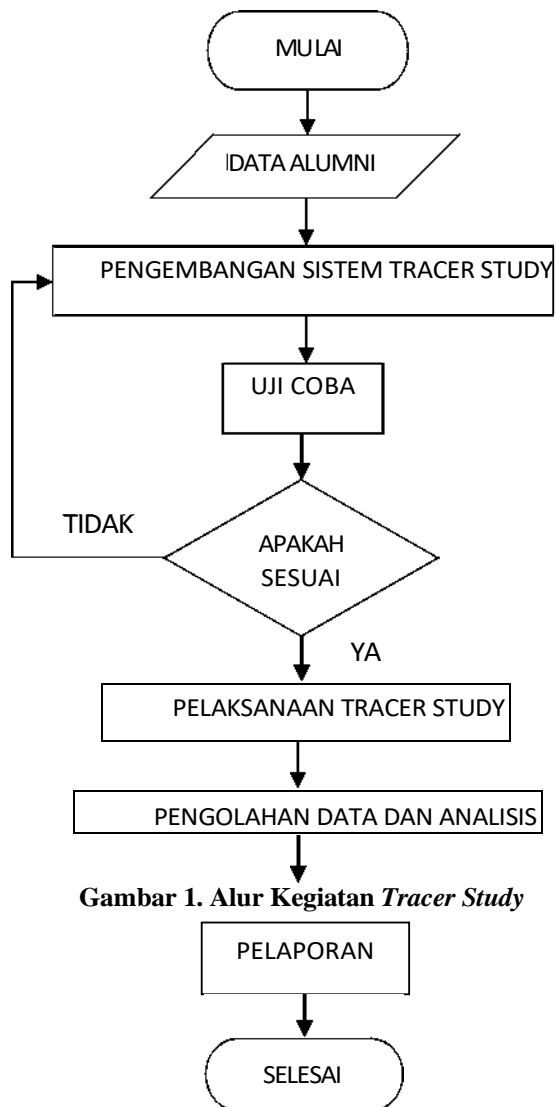 MULAI
DATA ALUMNI
PENGEMBANGAN SISTEM TRACER STUDY
UJI COBA
TIDAK
APAKAH
SESUAI
YA
PELAKSANAAN TRACER STUDY
PENGOLAHAN DATA DAN ANALISIS
Gambar 1. Alur Kegiatan Tracer Study
PELAPORAN
SELESAI